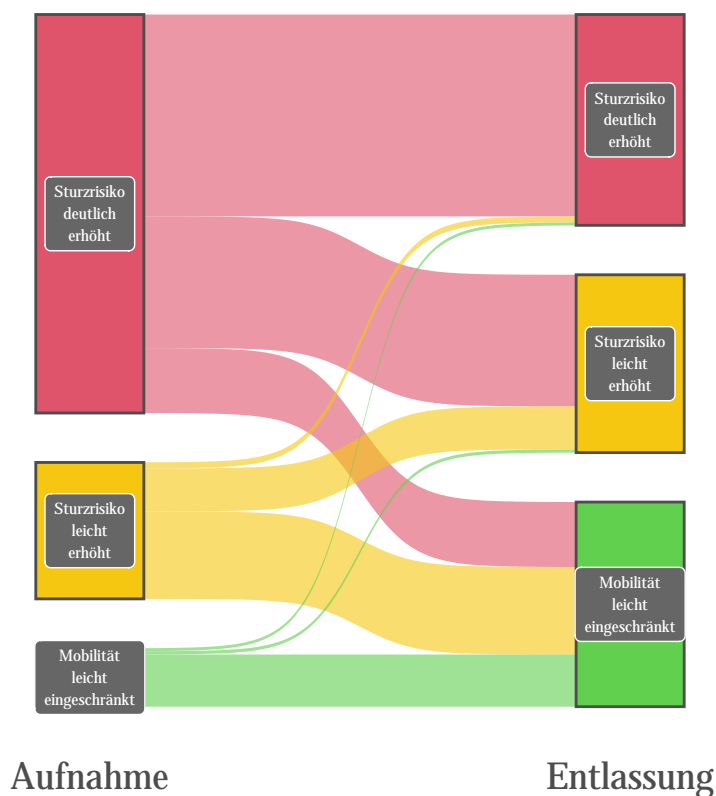 Sturzrisiko
deutlich
erhöht
Sturzrisiko
leicht
erhöht
Mobilität
leicht
eingeschränkt
Sturzrisiko
deutlich
erhöht
Sturzrisiko
leicht
erhöht
Mobilität
leicht
eingeschränkt
Aufnahme
Entlassung